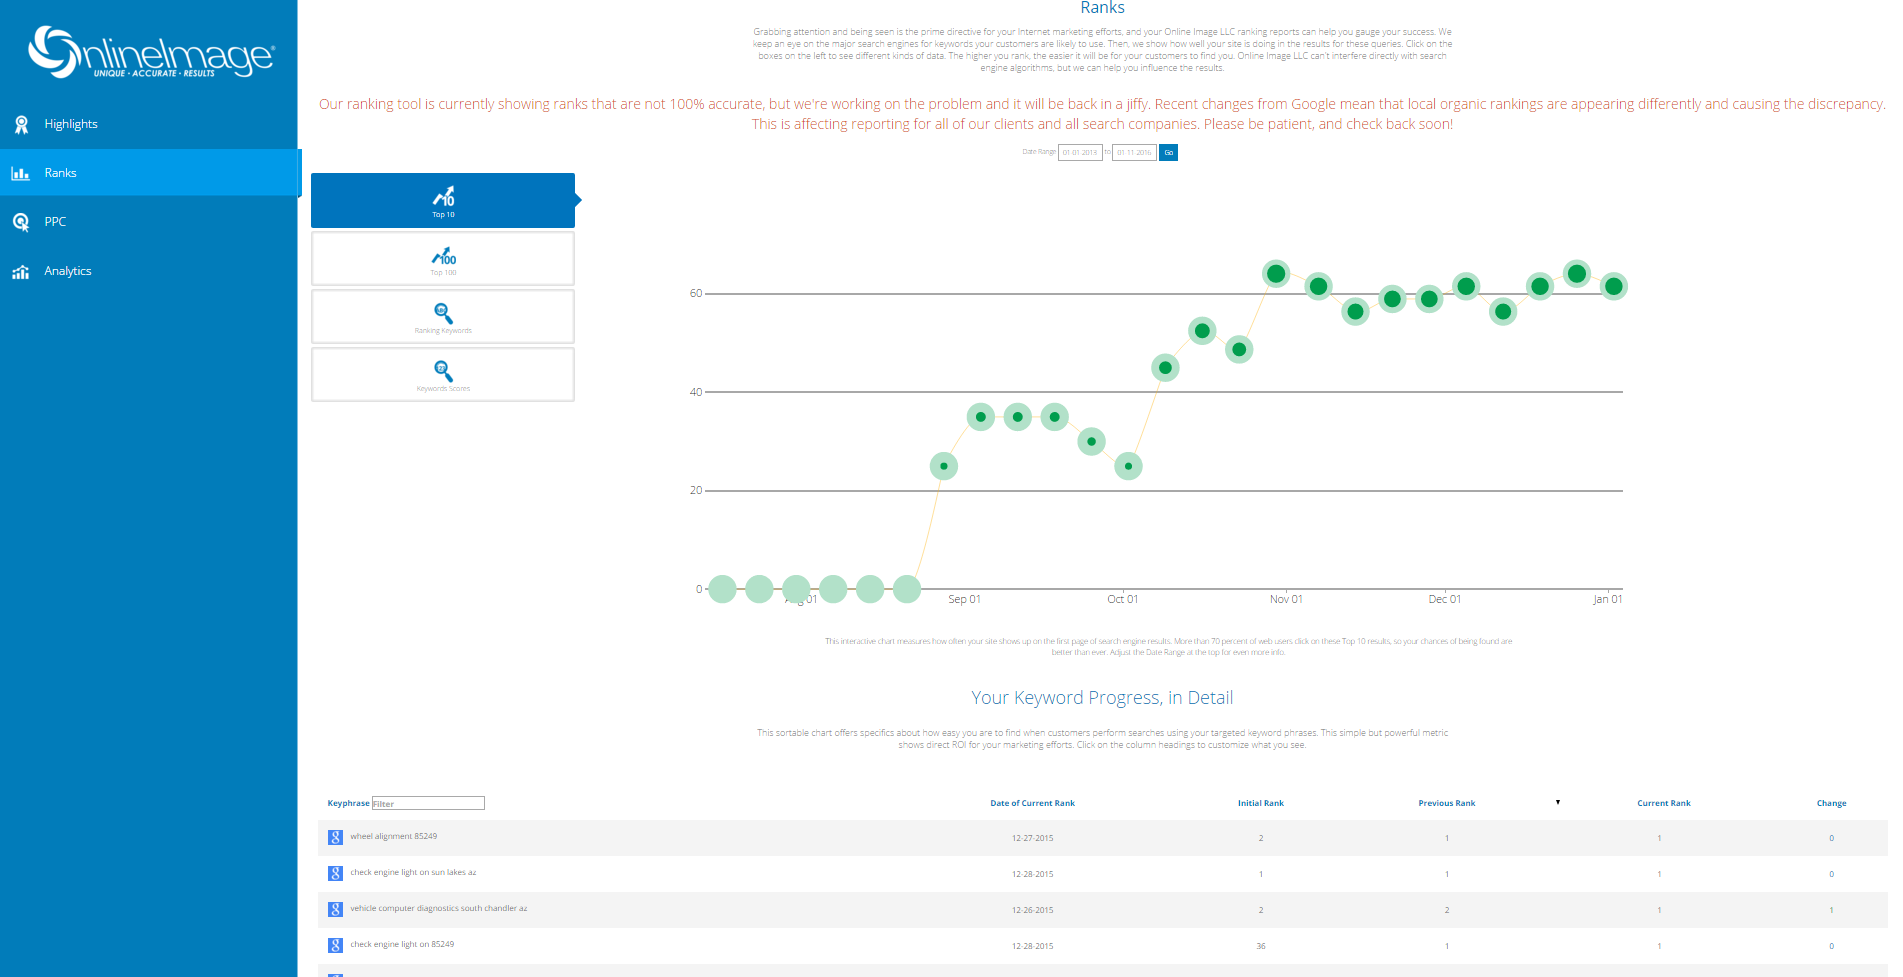 OnlineImage®
UNIQUE · ACCURATE · RESULTS
Highlights
Ranks
PPC
Analytics
Ranks
Grabbing attention and being seen is the prime directive for your Internet marketing efforts, and your Online Image LLC ranking reports can help you gauge your success. We
keep an eye on the major search engines for keywords your customers are likely to use. Then, we show how well your site is doing in the results for these queries. Click on the
boxes on the left to see different kinds of data. The higher you rank, the easier it will be for your customers to find you. Online Image LLC can't interfere directly with search
engine algorithms, but we can help you influence the results.
Our ranking tool is currently showing ranks that are not 100% accurate, but we're working on the problem and it will be back in a jiffy. Recent changes from Google mean that local organic rankings are appearing differently and causing the discrepancy.
This is affecting reporting for all of our clients and all search companies. Please be patient, and check back soon!
Date Range 01 01 2013 to 01 11 2016 Go
10
Top 10
100
Top 100
Ranking Keywords
Keywords Scores
60
40
20
0
Aug 01 Sep 01 Oct 01 Nov 01 Dec 01 Jan 01
This interactive chart measures how often your site shows up on the first page of search engine results. More than 70 percent of web users click on these Top 10 results, so your chances of being found are
better than ever. Adjust the Date Range at the top for even more info.
Your Keyword Progress, in Detail
This sortable chart offers specifics about how easy you are to find when customers perform searches using your targeted keyword phrases. This simple but powerful metric
shows direct ROI for your marketing efforts. Click on the column headings to customize what you see.
Keyphrase Filter Date of Current Rank Initial Rank Previous Rank ▼ Current Rank Change
g wheel alignment 85249 12-27-2015 2 1 1 0
g check engine light on sun lakes az 12-28-2015 1 1 1 0
g vehicle computer diagnostics south chandler az 12-26-2015 2 2 1 1
g check engine light on 85249 12-28-2015 36 1 1 0